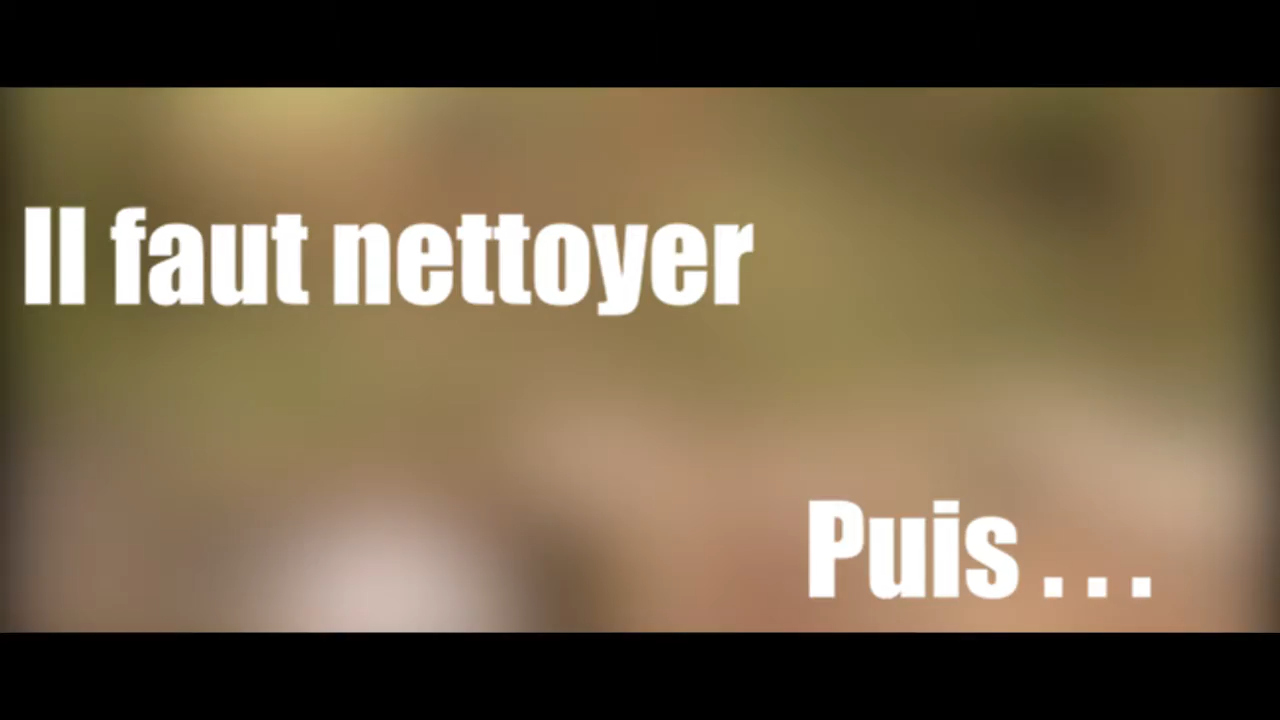 Il faut nettoyer
Puis . . .